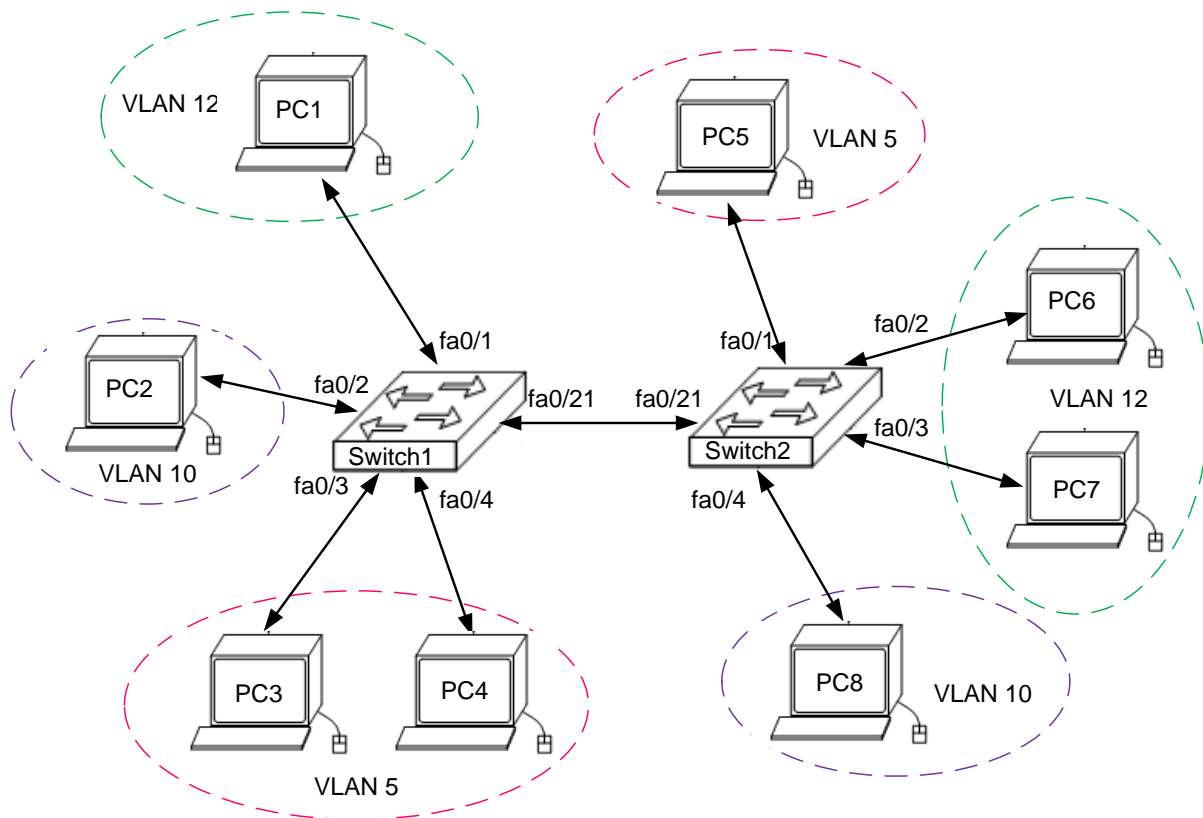 VLAN 12
PC1
PC5
VLAN 5
PC6
fa0/2
fa0/1
fa0/1
PC2
fa0/2
fa0/21
fa0/21
VLAN 12
fa0/3
Switch1
Switch2
VLAN 10
fa0/3
fa0/4
fa0/4
PC7
PC3
PC4
PC8
VLAN 10
VLAN 5